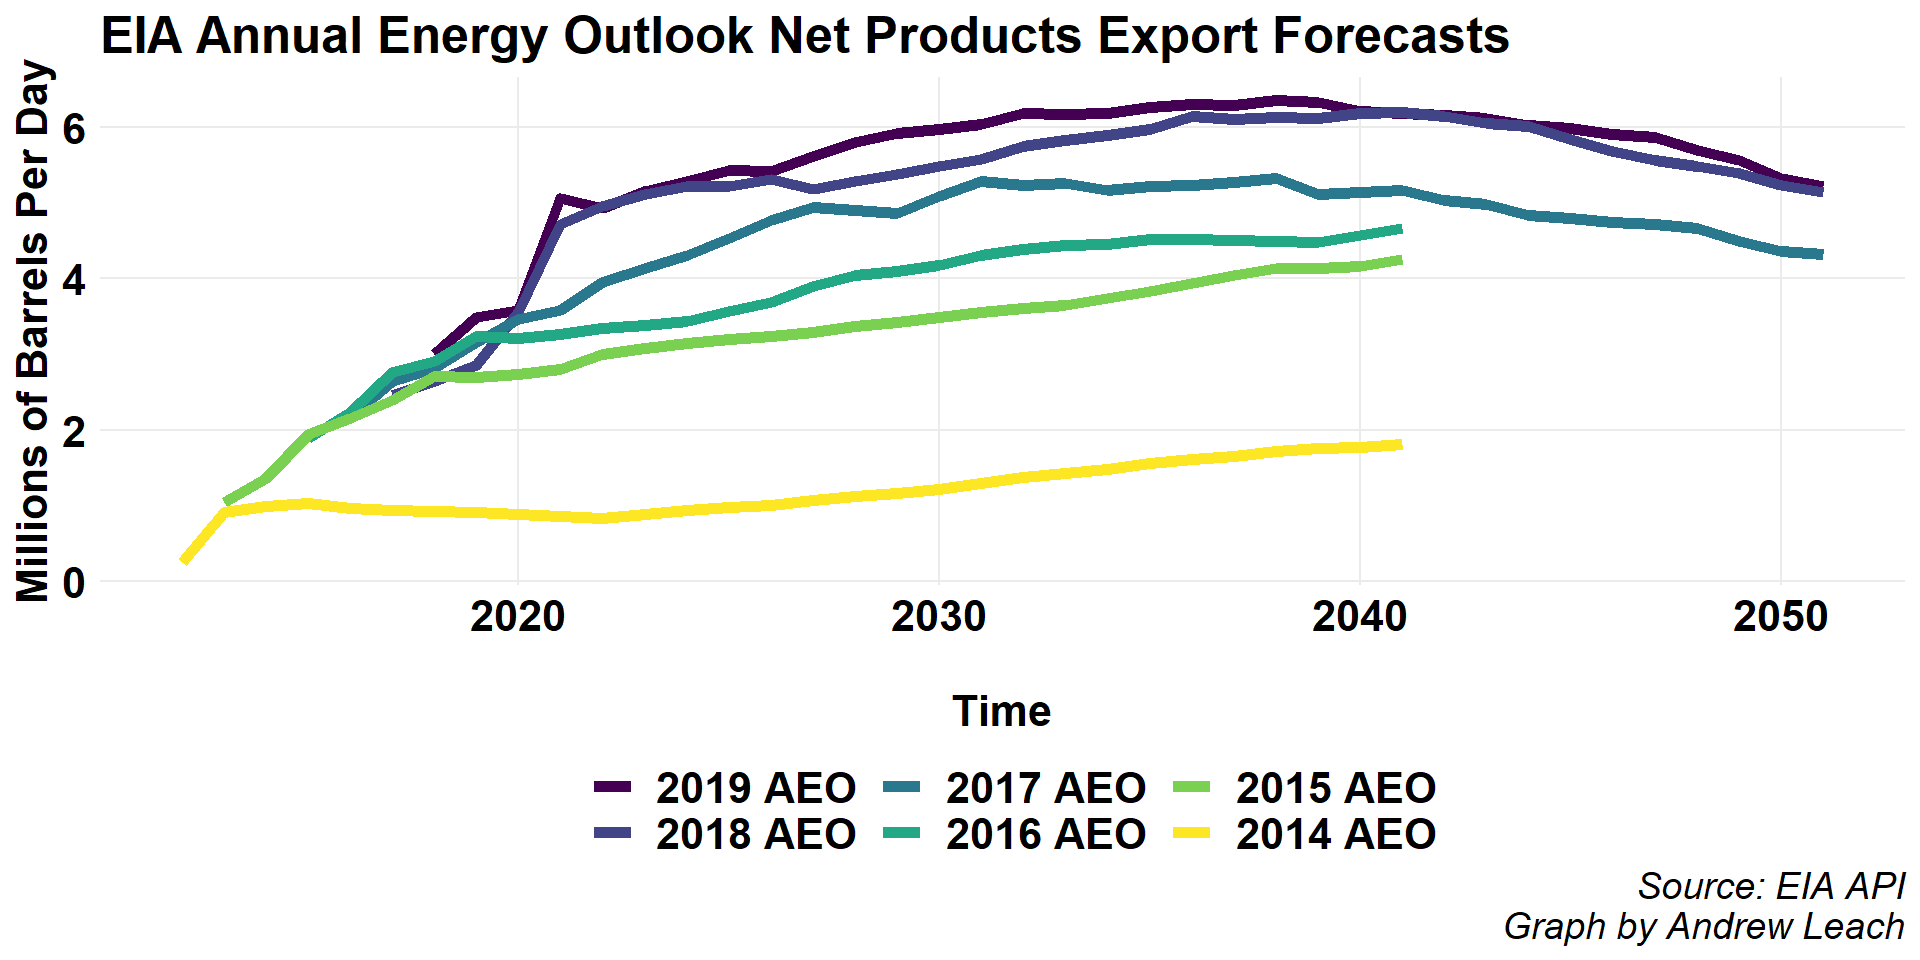 EIA Annual Energy Outlook Net Products Export Forecasts
Millions of Barrels Per Day
6
4
2
0
2020 2030 2040 2050
Time
2019 AEO 2017 AEO 2015 AEO
2018 AEO 2016 AEO 2014 AEO
Source: EIA API
Graph by Andrew Leach